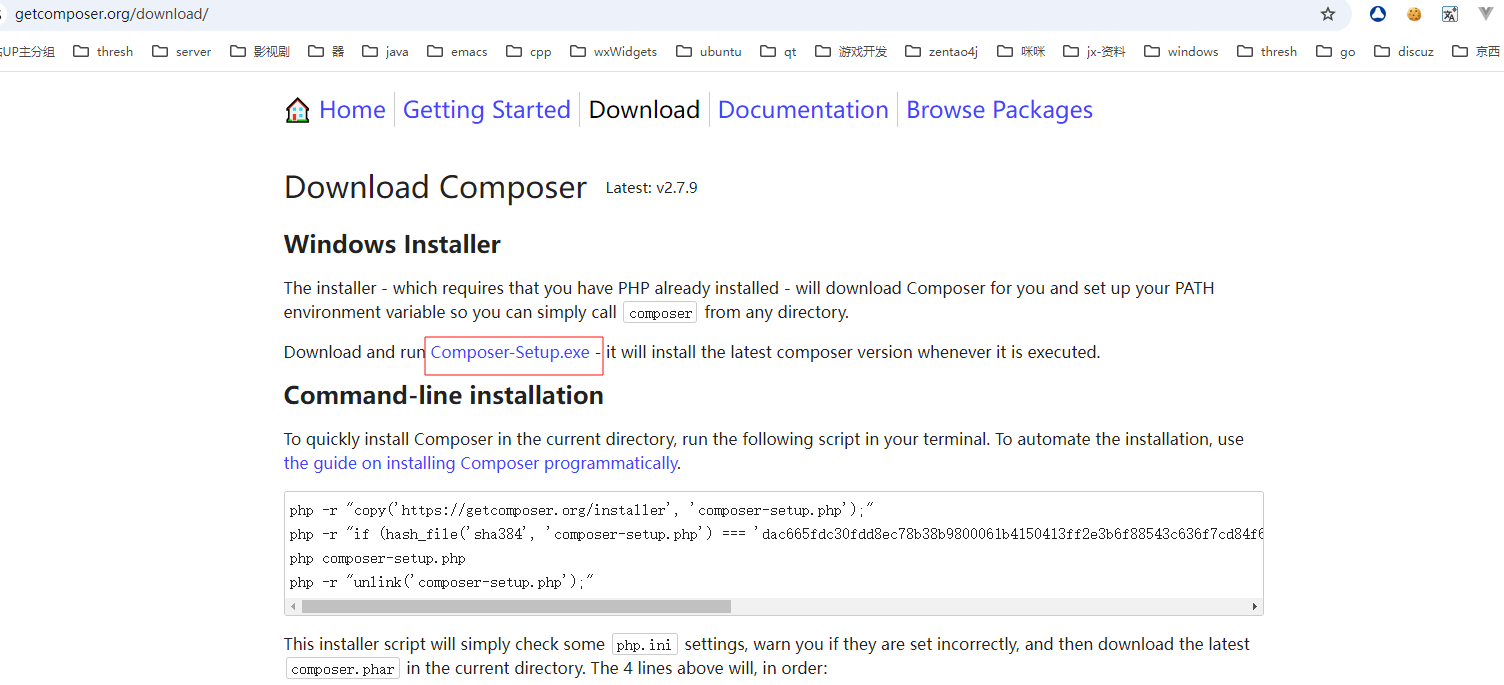 getcomposer.org/download/
UP主分组 thresh server 影视剧 器 java emacs cpp wxWidgets ubuntu qt 游戏开发 zentao4j 咪咪 jx-资料 windows thresh go discuz 京西
Home Getting Started Download Documentation Browse Packages
Download Composer Latest: v2.7.9
Windows Installer
The installer - which requires that you have PHP already installed - will download Composer for you and set up your PATH
environment variable so you can simply call composer from any directory.
Download and run Composer-Setup.exe - it will install the latest composer version whenever it is executed.
Command-line installation
To quickly install Composer in the current directory, run the following script in your terminal. To automate the installation, use
the guide on installing Composer programmatically.
php -r "copy('https://getcomposer.org/installer', 'composer-setup.php');"
php -r "if (hash_file('sha384', 'composer-setup.php') === 'dac665fdc30fdd8ec78b38b9800061b4150413ff2e3b6f88543c636f7cd84f6
php composer-setup.php
php -r "unlink('composer-setup.php');"
This installer script will simply check some php.ini settings, warn you if they are set incorrectly, and then download the latest
composer.phar in the current directory. The 4 lines above will, in order: